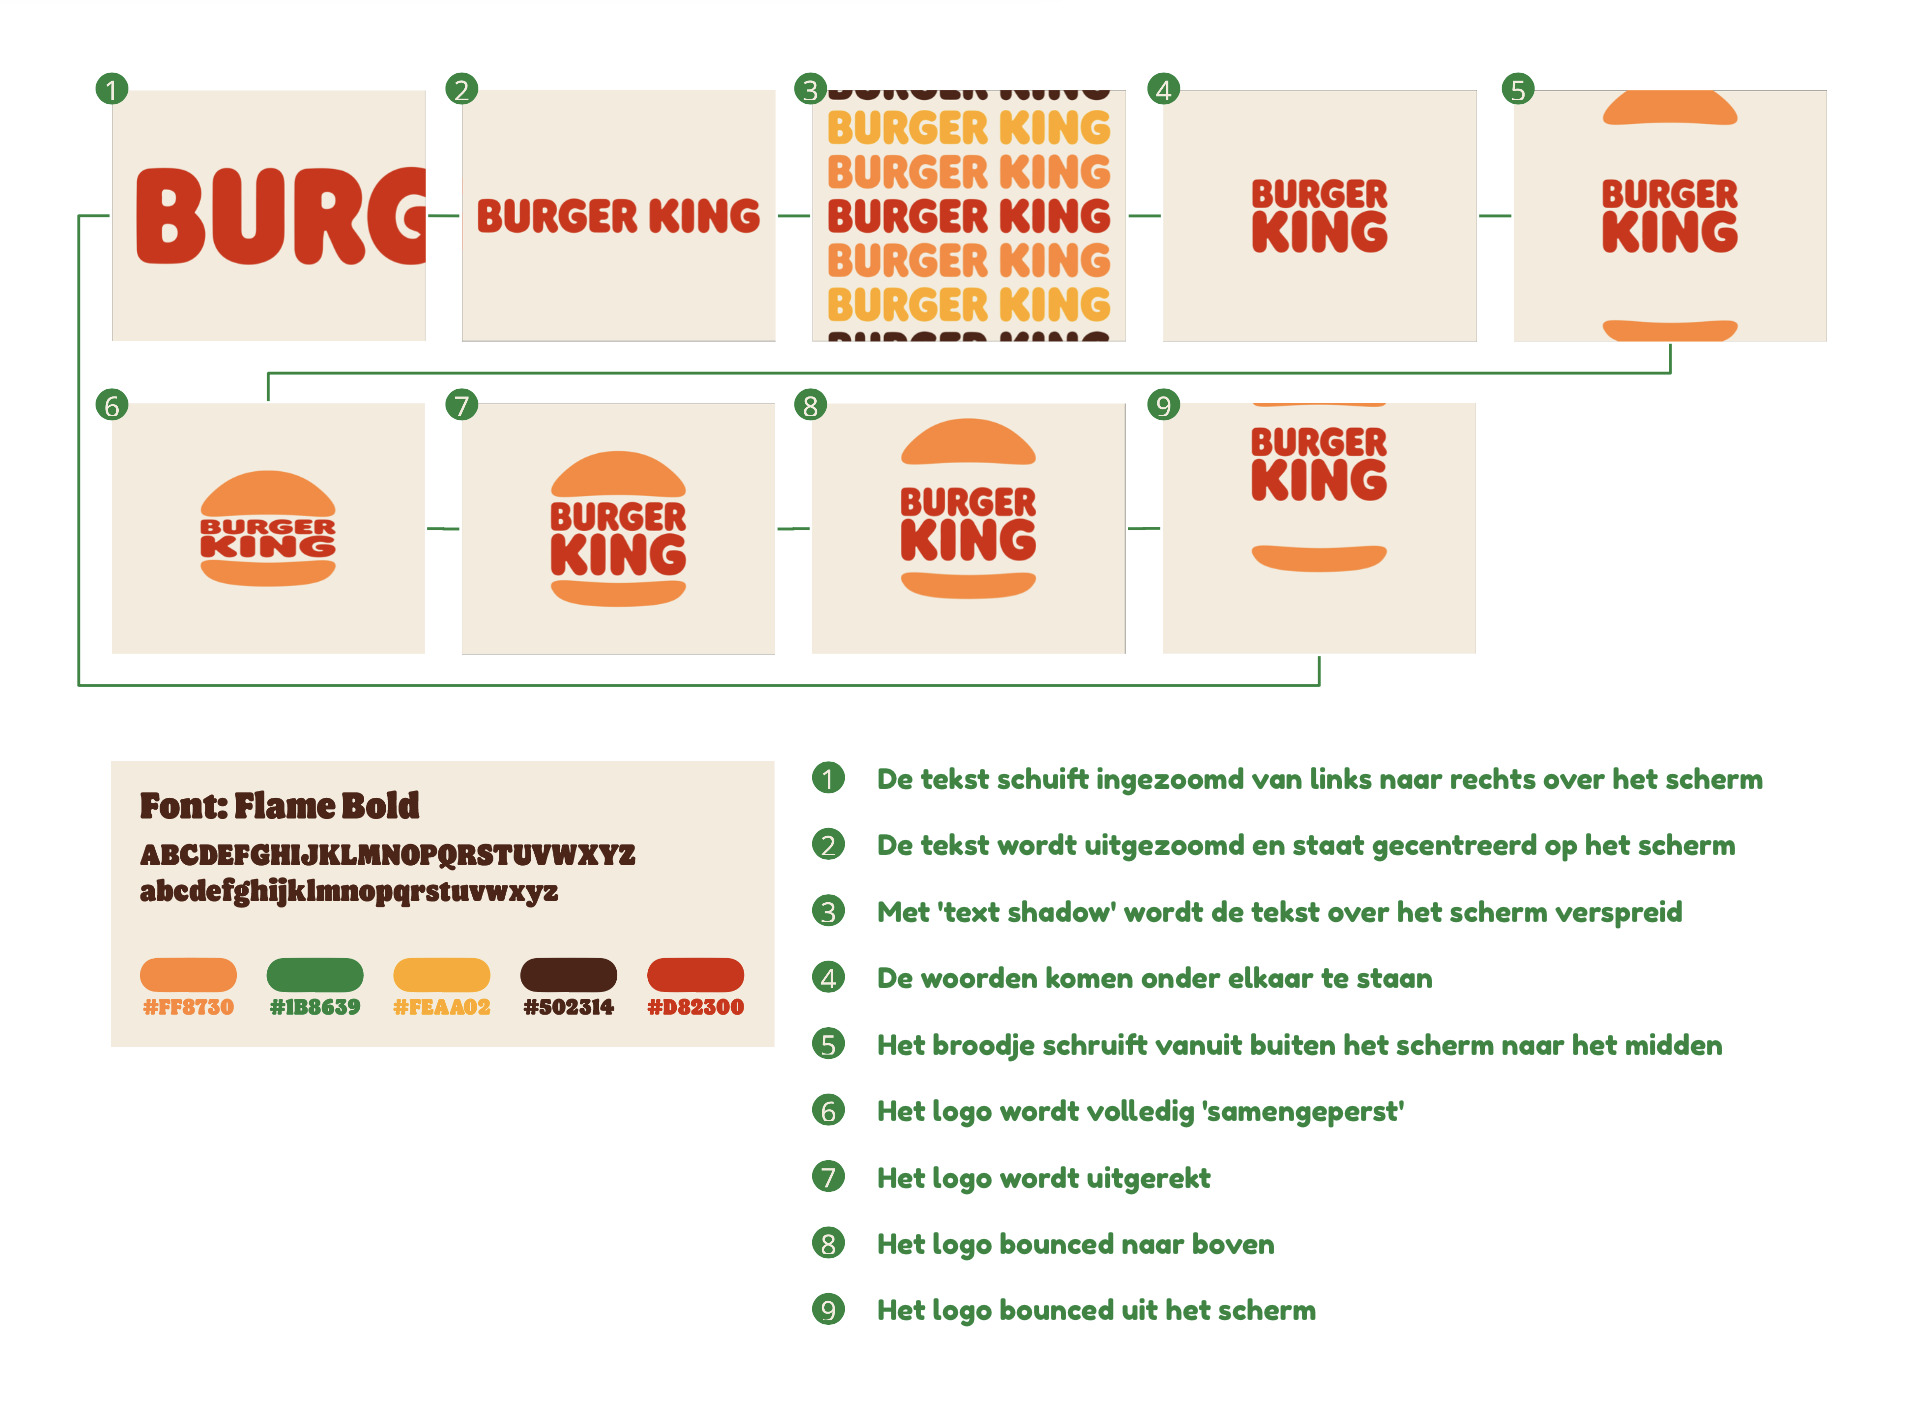 1
2
3
4
5
BURG
BURGER KING
BURGER KING
BURGER KING
BURGER KING
BURGER KING
BURGER KING
BURGER KING
BURGER KING
BURGER
KING
BURGER
KING
6
7
8
9
BURGER
KING
BURGER
KING
BURGER
KING
BURGER
KING
Font: Flame Bold
ABCDEFGHIJKLMNOPQRSTUVWXYZ
abcdefghijklmnopqrstuvwxyz
#FF8730 #1B8639 #FEAA02 #502314 #D82300
1 De tekst schuift ingezoomd van links naar rechts over het scherm
2 De tekst wordt uitgezoomd en staat gecentreerd op het scherm
3 Met 'text shadow' wordt de tekst over het scherm verspreid
4 De woorden komen onder elkaar te staan
5 Het broodje schruift vanuit buiten het scherm naar het midden
6 Het logo wordt volledig 'samengeperst'
7 Het logo wordt uitgerekt
8 Het logo bounced naar boven
9 Het logo bounced uit het scherm